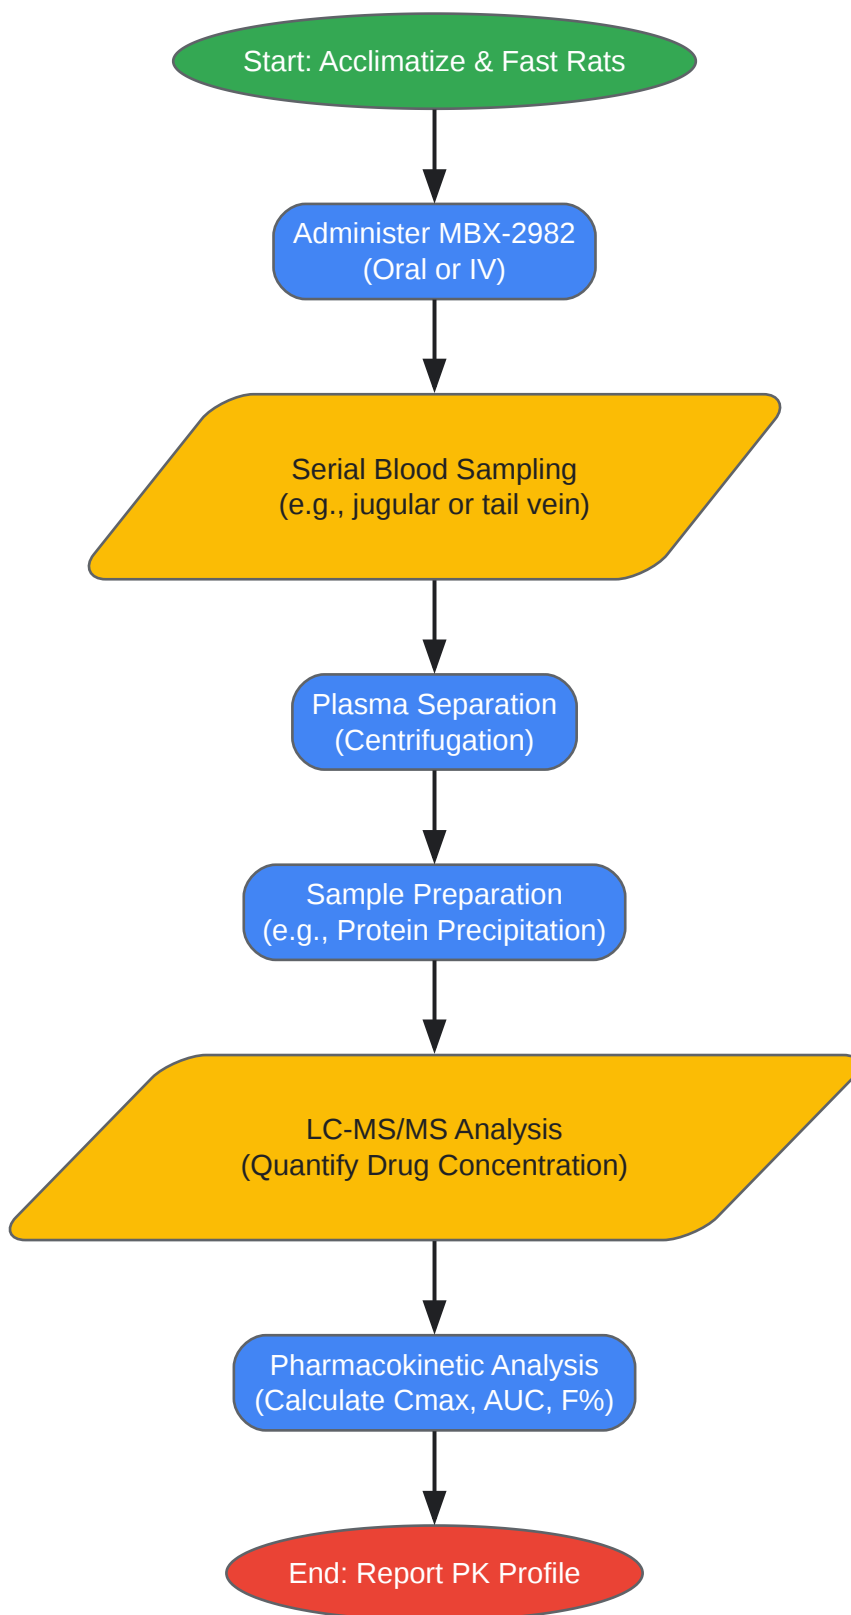 Start: Acclimatize & Fast Rats
Administer MBX-2982
(Oral or IV)
Serial Blood Sampling
(e.g., jugular or tail vein)
Plasma Separation
(Centrifugation)
Sample Preparation
(e.g., Protein Precipitation)
LC-MS/MS Analysis
(Quantify Drug Concentration)
Pharmacokinetic Analysis
(Calculate Cmax, AUC, F%)
End: Report PK Profile